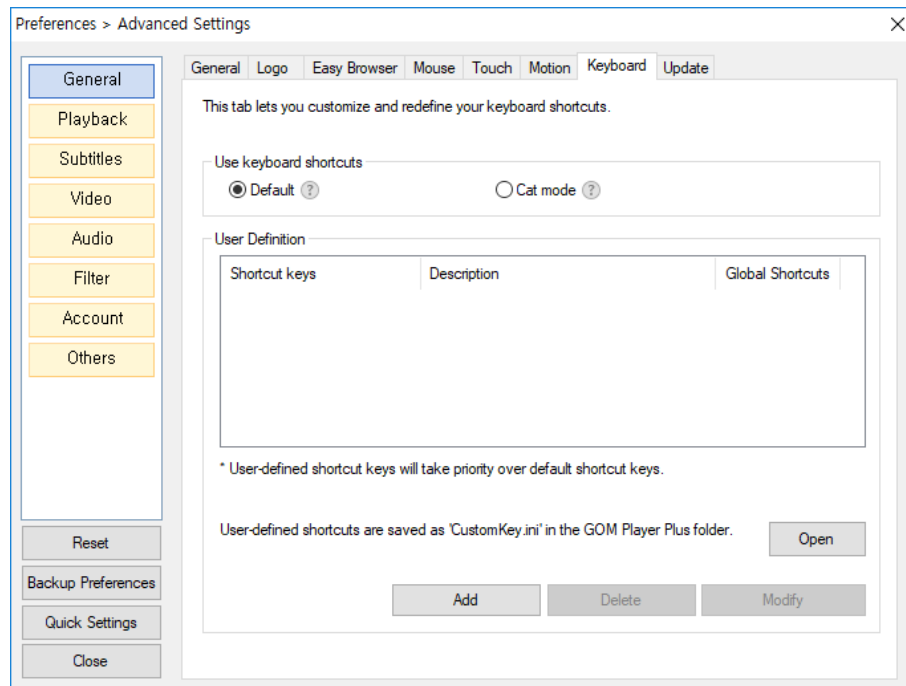 Preferences > Advanced Settings
General
Playback
Subtitles
Video
Audio
Filter
Account
Others
Reset
Backup Preferences
Quick Settings
Close
General Logo Easy Browser Mouse Touch Motion Keyboard Update
This tab lets you customize and redefine your keyboard shortcuts.
Use keyboard shortcuts
Default ? Cat mode ?
User Definition
Shortcut keys Description Global Shortcuts
* User-defined shortcut keys will take priority over default shortcut keys.
User-defined shortcuts are saved as 'CustomKey.ini' in the GOM Player Plus folder.
Open
Add Delete Modify